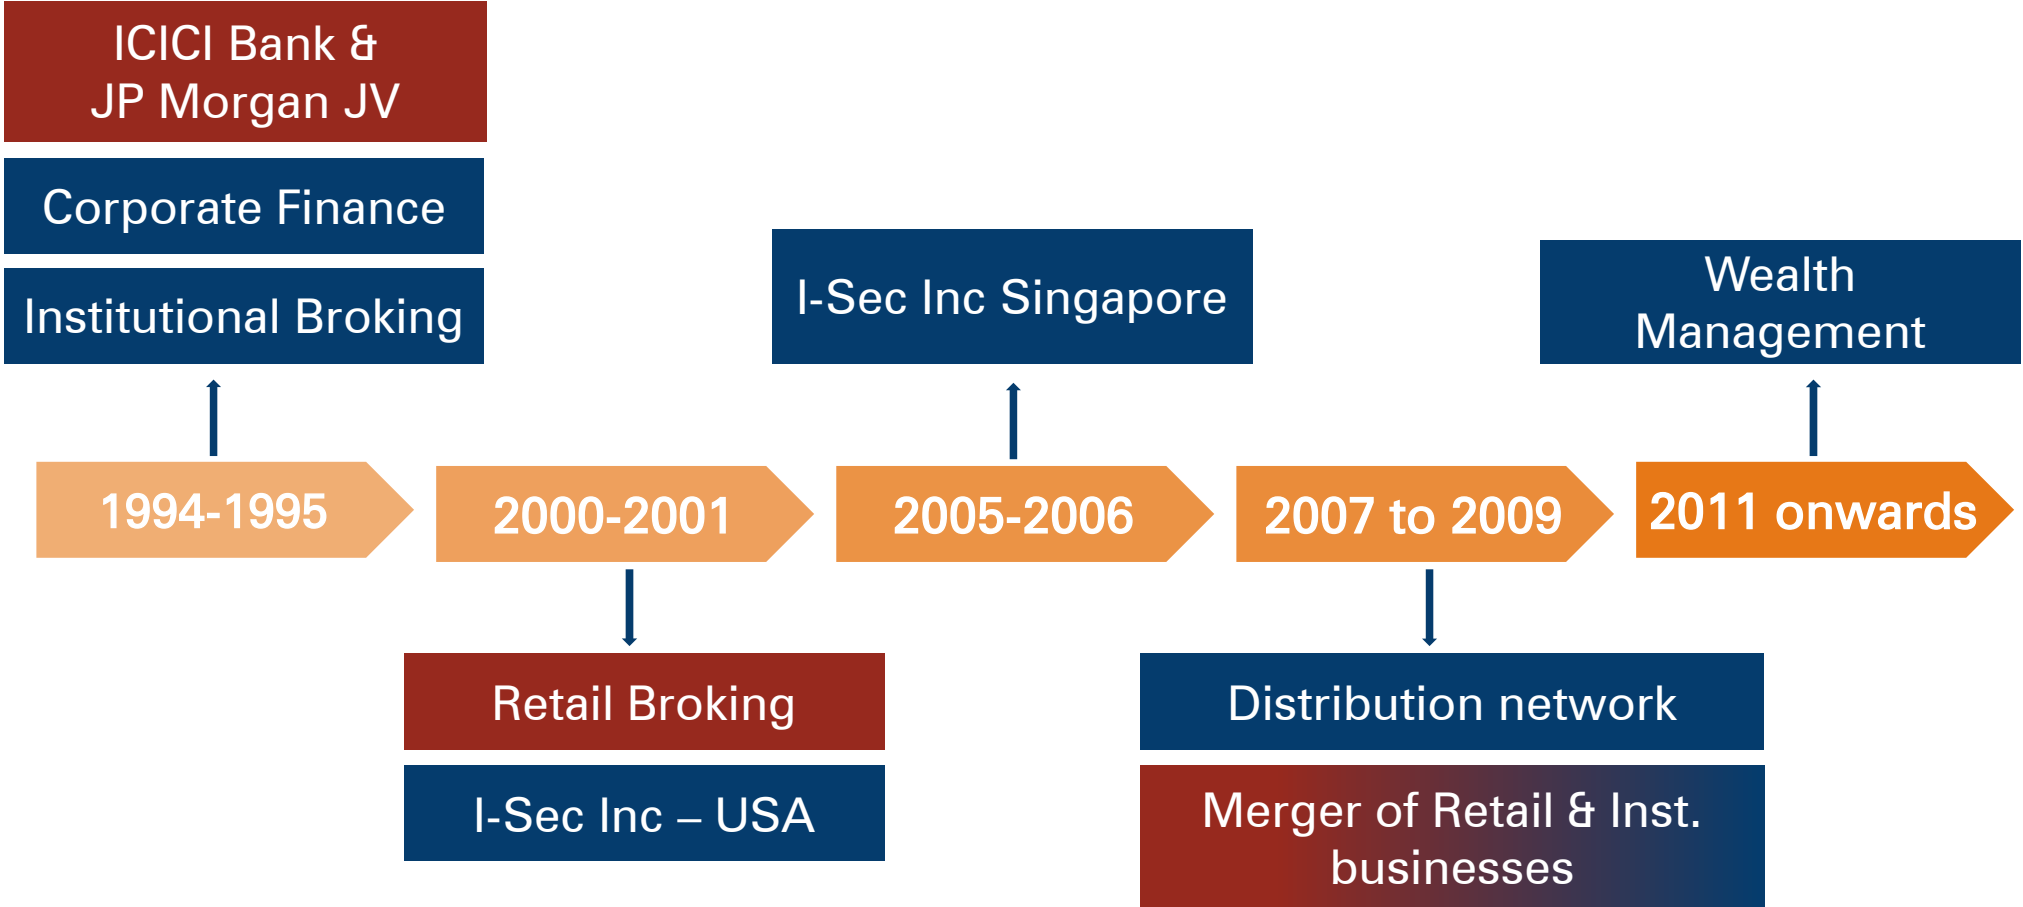 ICICI Bank &
JP Morgan JV
Corporate Finance
Institutional Broking
I-Sec Inc Singapore
Wealth
Management
1994-1995
2000-2001
2005-2006
2007 to 2009
2011 onwards
Retail Broking
I-Sec Inc – USA
Distribution network
Merger of Retail & Inst.
businesses